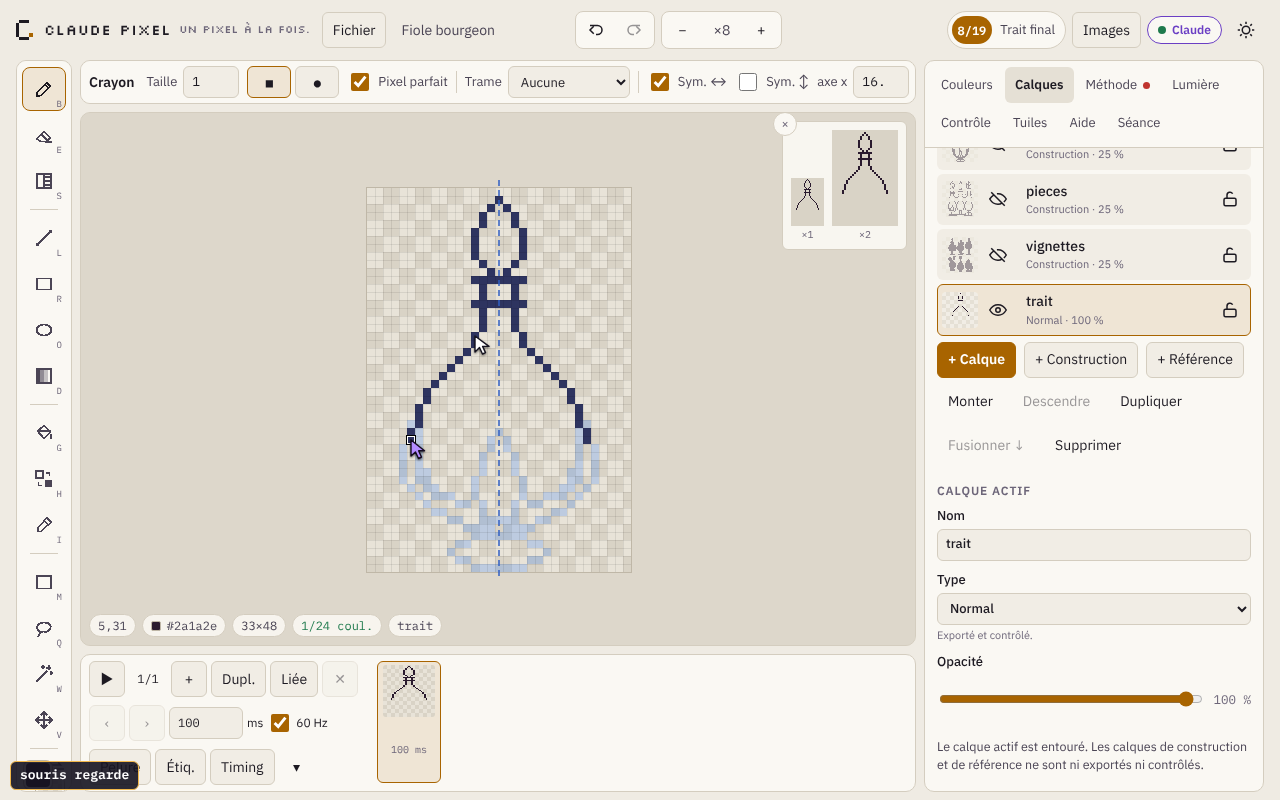 CLAUDE PIXEL UN PIXEL À LA FOIS. Fichier Fiole bourgeon − ×8 + 8/19 Trait final Images Claude
Crayon Taille 1 Pixel parfait Trame Aucune Sym. ↔ Sym. ↕ axe x 16.
B
E
S
L
R
O
D
G
H
I
M
Q
W
V
×
×1 ×2
5,31 #2a1a2e 33×48 1/24 coul. trait
▶ 1/1 + Dupl. Liée ×
‹ › 100 ms 60 Hz
Étiq. Timing ▼
100 ms
souris regarde
Couleurs Calques Méthode Lumière
Contrôle Tuiles Aide Séance
Construction · 25 %
pieces
Construction · 25 %
vignettes
Construction · 25 %
trait
Normal · 100 %
+ Calque + Construction + Référence
Monter Descendre Dupliquer
Fusionner ↓ Supprimer
CALQUE ACTIF
Nom
trait
Type
Normal
Exporté et contrôlé.
Opacité
100 %
Le calque actif est entouré. Les calques de construction
et de référence ne sont ni exportés ni contrôlés.